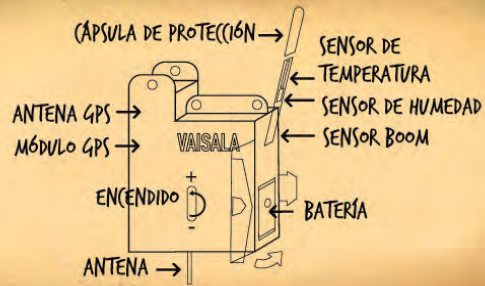 CÁPSULA DE PROTECCIÓN
SENSOR DE
TEMPERATURA
SENSOR DE HUMEDAD
SENSOR BOOM
ANTENA GPS
MÓDULO GPS
VAISALA
+
ENCENDIDO
-
BATERÍA
ANTENA